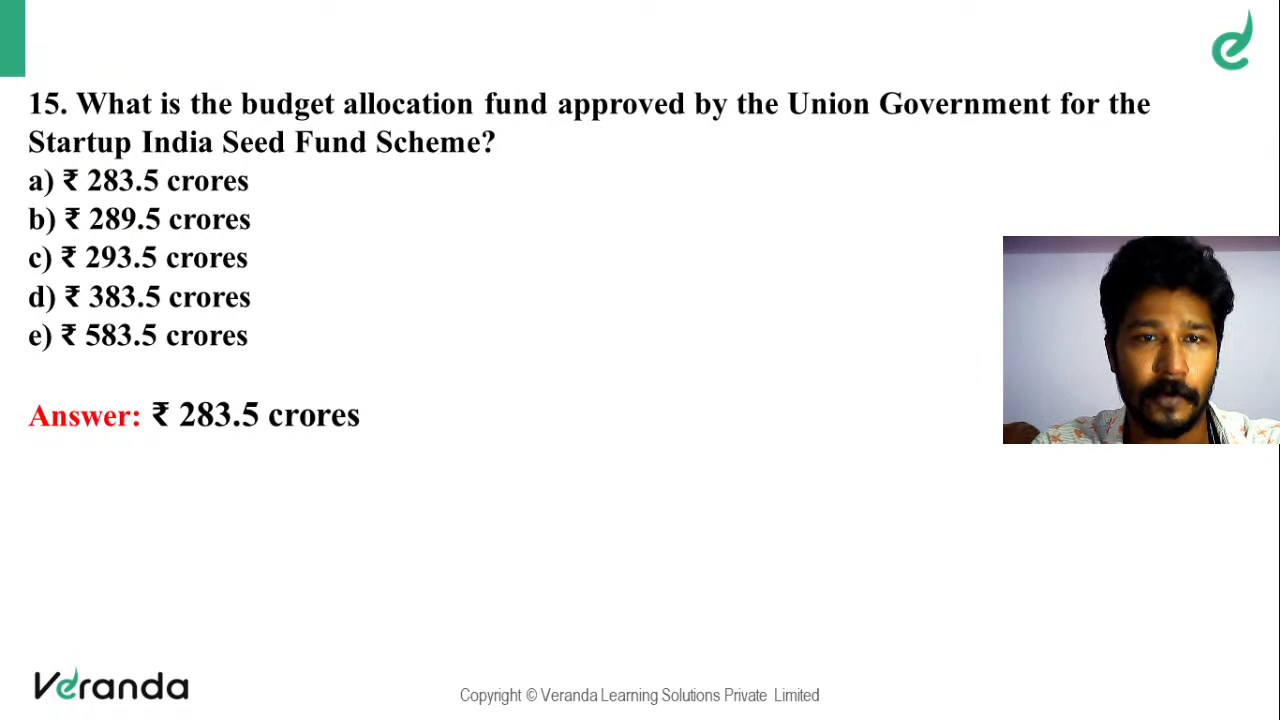 15. What is the budget allocation fund approved by the Union Government for the
Startup India Seed Fund Scheme?
a) ₹ 283.5 crores
b) ₹ 289.5 crores
c) ₹ 293.5 crores
d) ₹ 383.5 crores
e) ₹ 583.5 crores
Answer: ₹ 283.5 crores
Veranda
Copyright © Veranda Learning Solutions Private Limited